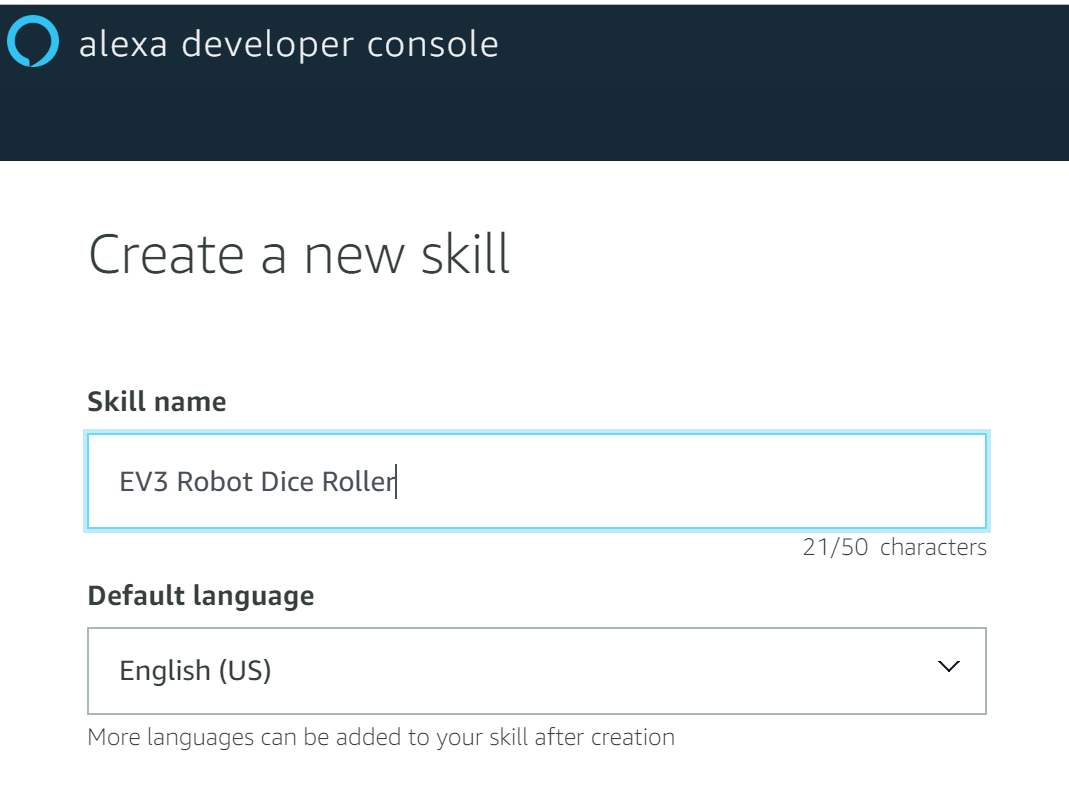 alexa developer console
Create a new skill
Skill name
EV3 Robot Dice Roller
21/50 characters
Default language
English (US)
More languages can be added to your skill after creation